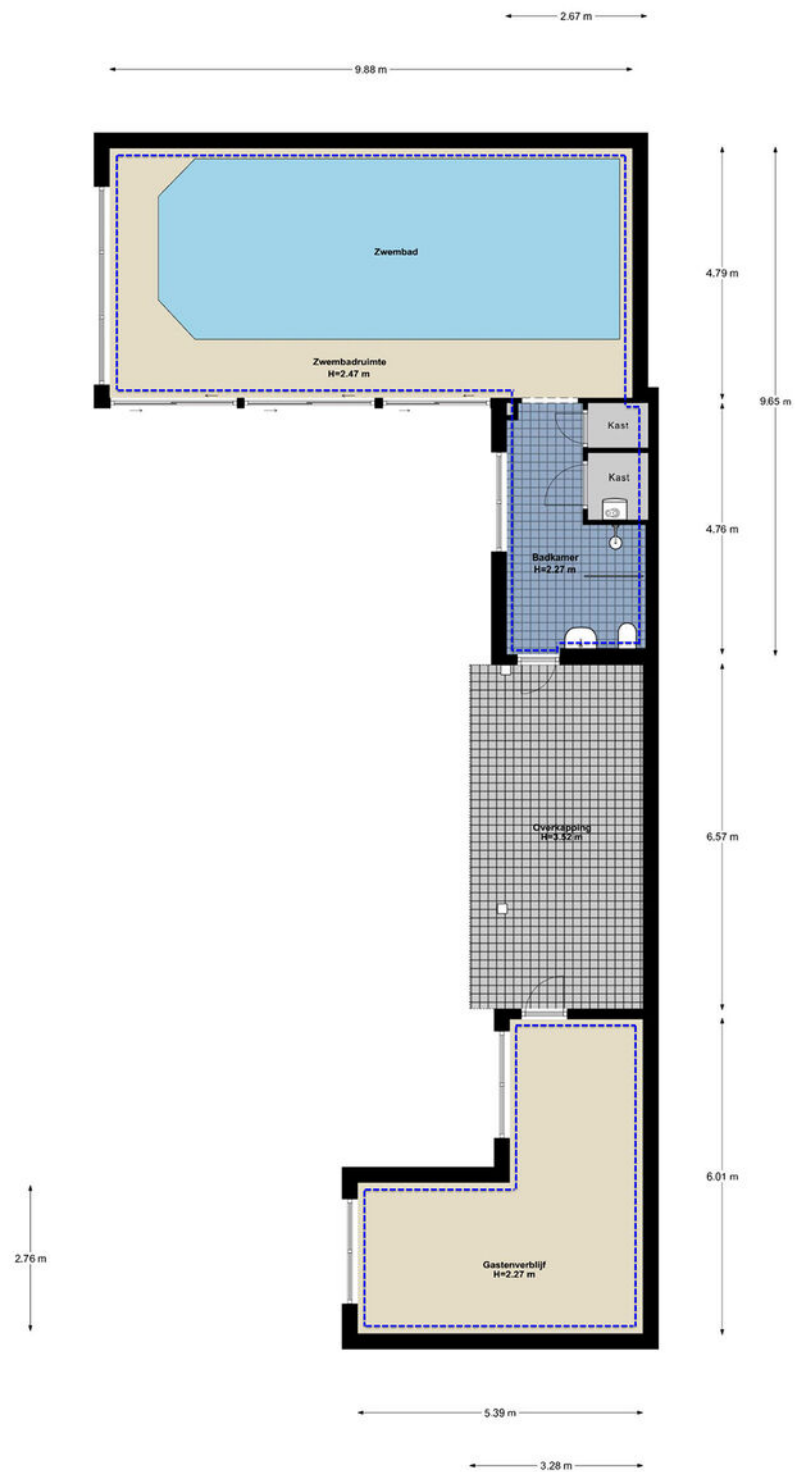 2.67 m
9.88 m
Zwembad
4.79 m
Zwembadruimte
H=2.47 m
9.65 m
Kast
Kast
4.76 m
Badkamer
H=2.27 m
Overkapping
H=3.52 m
6.57 m
6.01 m
2.76 m
Gastenverblijf
H=2.27 m
5.39 m
3.28 m